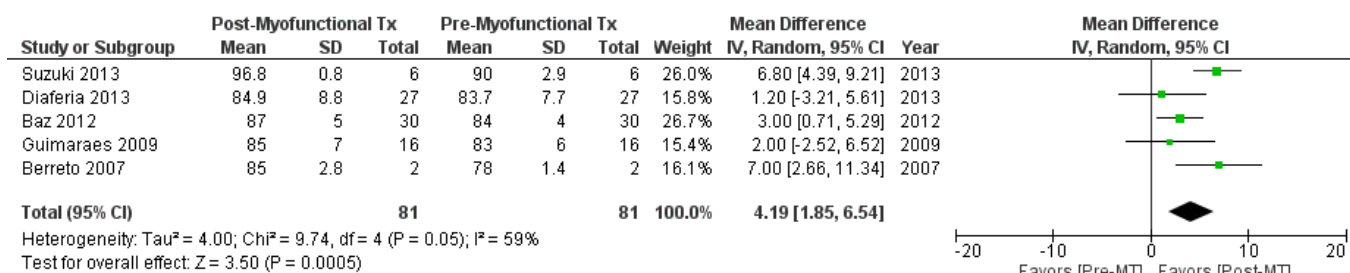 Post-Myofunctional Tx Pre-Myofunctional Tx Mean Difference Mean Difference
Study or Subgroup Mean SD Total Mean SD Total Weight IV, Random, 95% CI Year IV, Random, 95% CI
Suzuki 2013 96.8 0.8 6 90 2.9 6 26.0% 6.80 [4.39, 9.21] 2013
Diaferia 2013 84.9 8.8 27 83.7 7.7 27 15.8% 1.20 [-3.21, 5.61] 2013
Baz 2012 87 5 30 84 4 30 26.7% 3.00 [0.71, 5.29] 2012
Guimaraes 2009 85 7 16 83 6 16 15.4% 2.00 [-2.52, 6.52] 2009
Berreto 2007 85 2.8 2 78 1.4 2 16.1% 7.00 [2.66, 11.34] 2007
Total (95% CI) 81 81 100.0% 4.19 [1.85, 6.54]
Heterogeneity: Tau² = 4.00; Chi² = 9.74, df = 4 (P = 0.05); I² = 59%
Test for overall effect: Z = 3.50 (P = 0.0005)
-20 -10 0 10 20
Favors [Pre-MT] Favors [Post-MT]